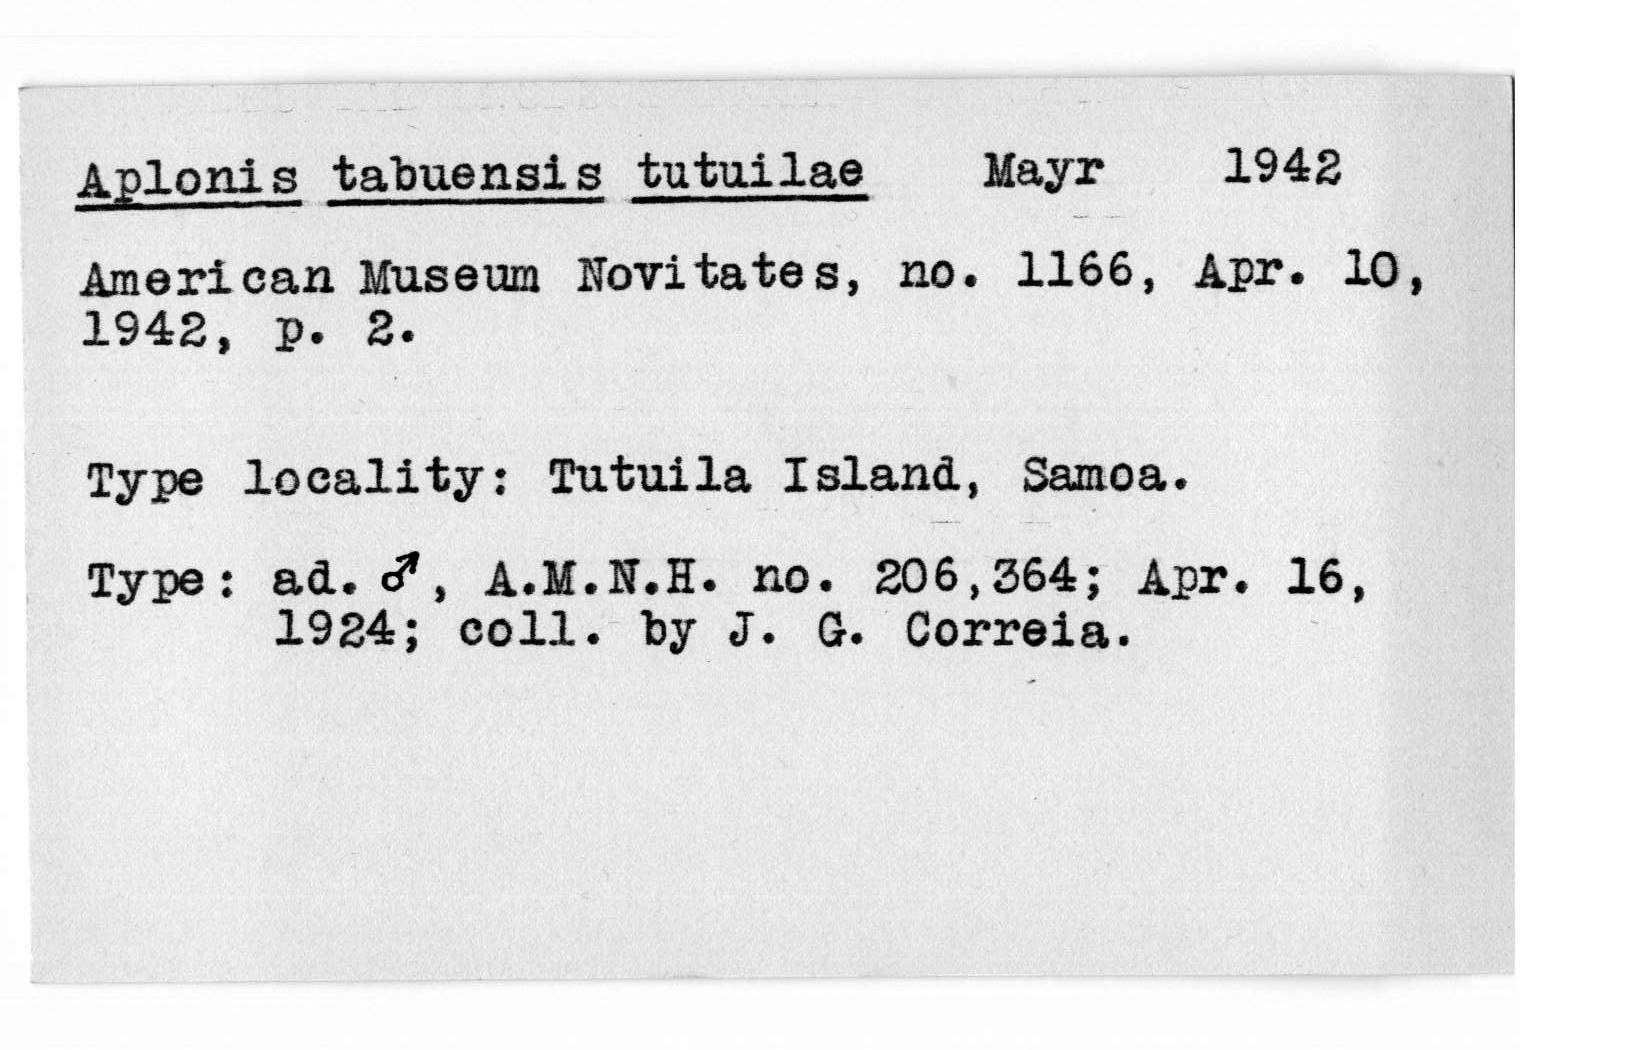 Aplonis tabuensis tutuilae Mayr 1942
American Museum Novitates, no. 1166, Apr. 10,
1942, p. 2.
Type locality: Tutuila Island, Samoa.
Type: ad. ♂, A.M.N.H. no. 206,364; Apr. 16,
1924; coll. by J. G. Correia.